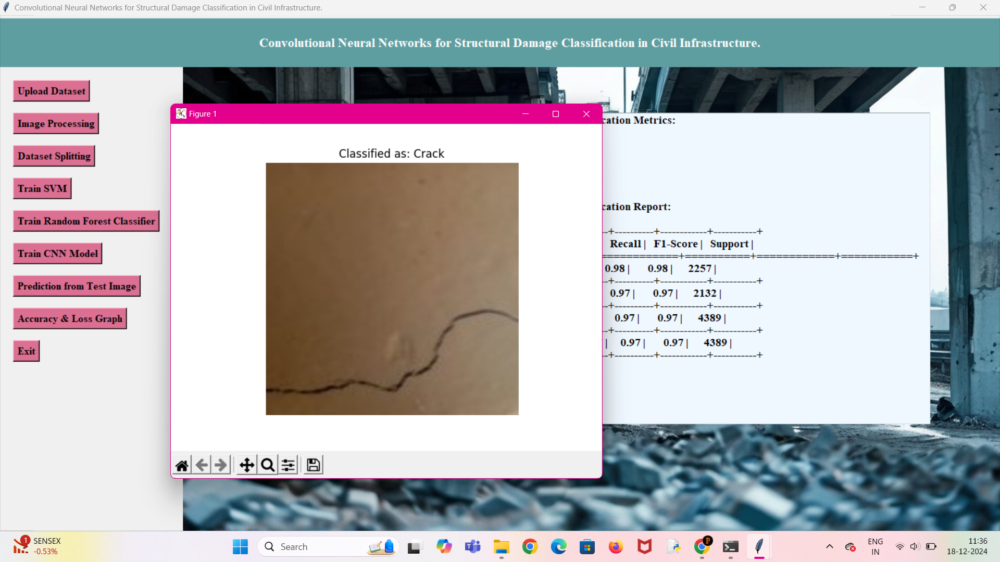 Convolutional Neural Networks for Structural Damage Classification in Civil Infrastructure.
Convolutional Neural Networks for Structural Damage Classification in Civil Infrastructure.
Upload Dataset
Image Processing
Dataset Splitting
Train SVM
Train Random Forest Classifier
Train CNN Model
Prediction from Test Image
Accuracy & Loss Graph
Exit
Figure 1
Classified as: Crack
cation Metrics:
cation Report:
--+----------+------------+-----------+
Recall | F1-Score | Support |
============+==========+============+===========+
0.98 | 0.98 | 2257 |
--+----------+------------+-----------+
0.97 | 0.97 | 2132 |
--+----------+------------+-----------+
0.97 | 0.97 | 4389 |
--+----------+------------+-----------+
| 0.97 | 0.97 | 4389 |
--+----------+------------+-----------+
1
SENSEX
-0.53%
Search
P
ENG
IN
11:36
18-12-2024